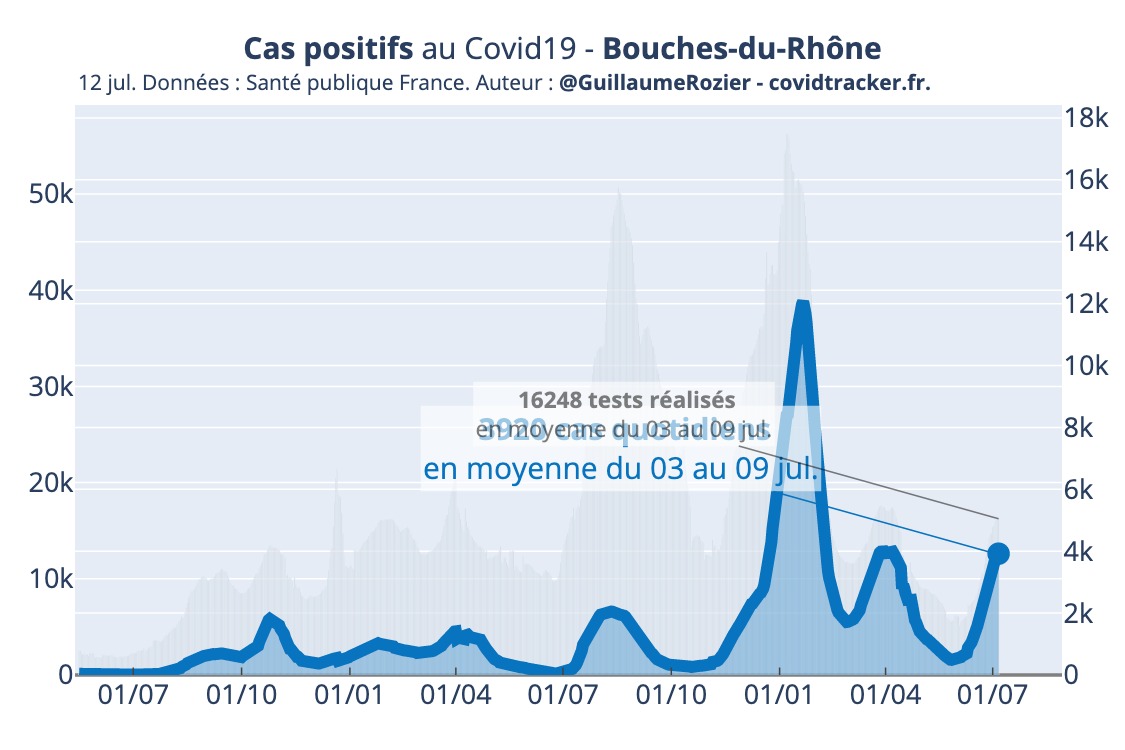 Cas positifs au Covid19 - Bouches-du-Rhône
12 jul. Données : Santé publique France. Auteur : @GuillaumeRozier - covidtracker.fr.
18k
16k
50k
14k
40k
12k
10k
30k
16248 tests réalisés
8k
3920 cas quotidiens
en moyenne du 03 au 09 jul.
en moyenne du 03 au 09 jul.
20k
6k
4k
10k
2k
0
0
01/07 01/10 01/01 01/04 01/07 01/10 01/01 01/04 01/07